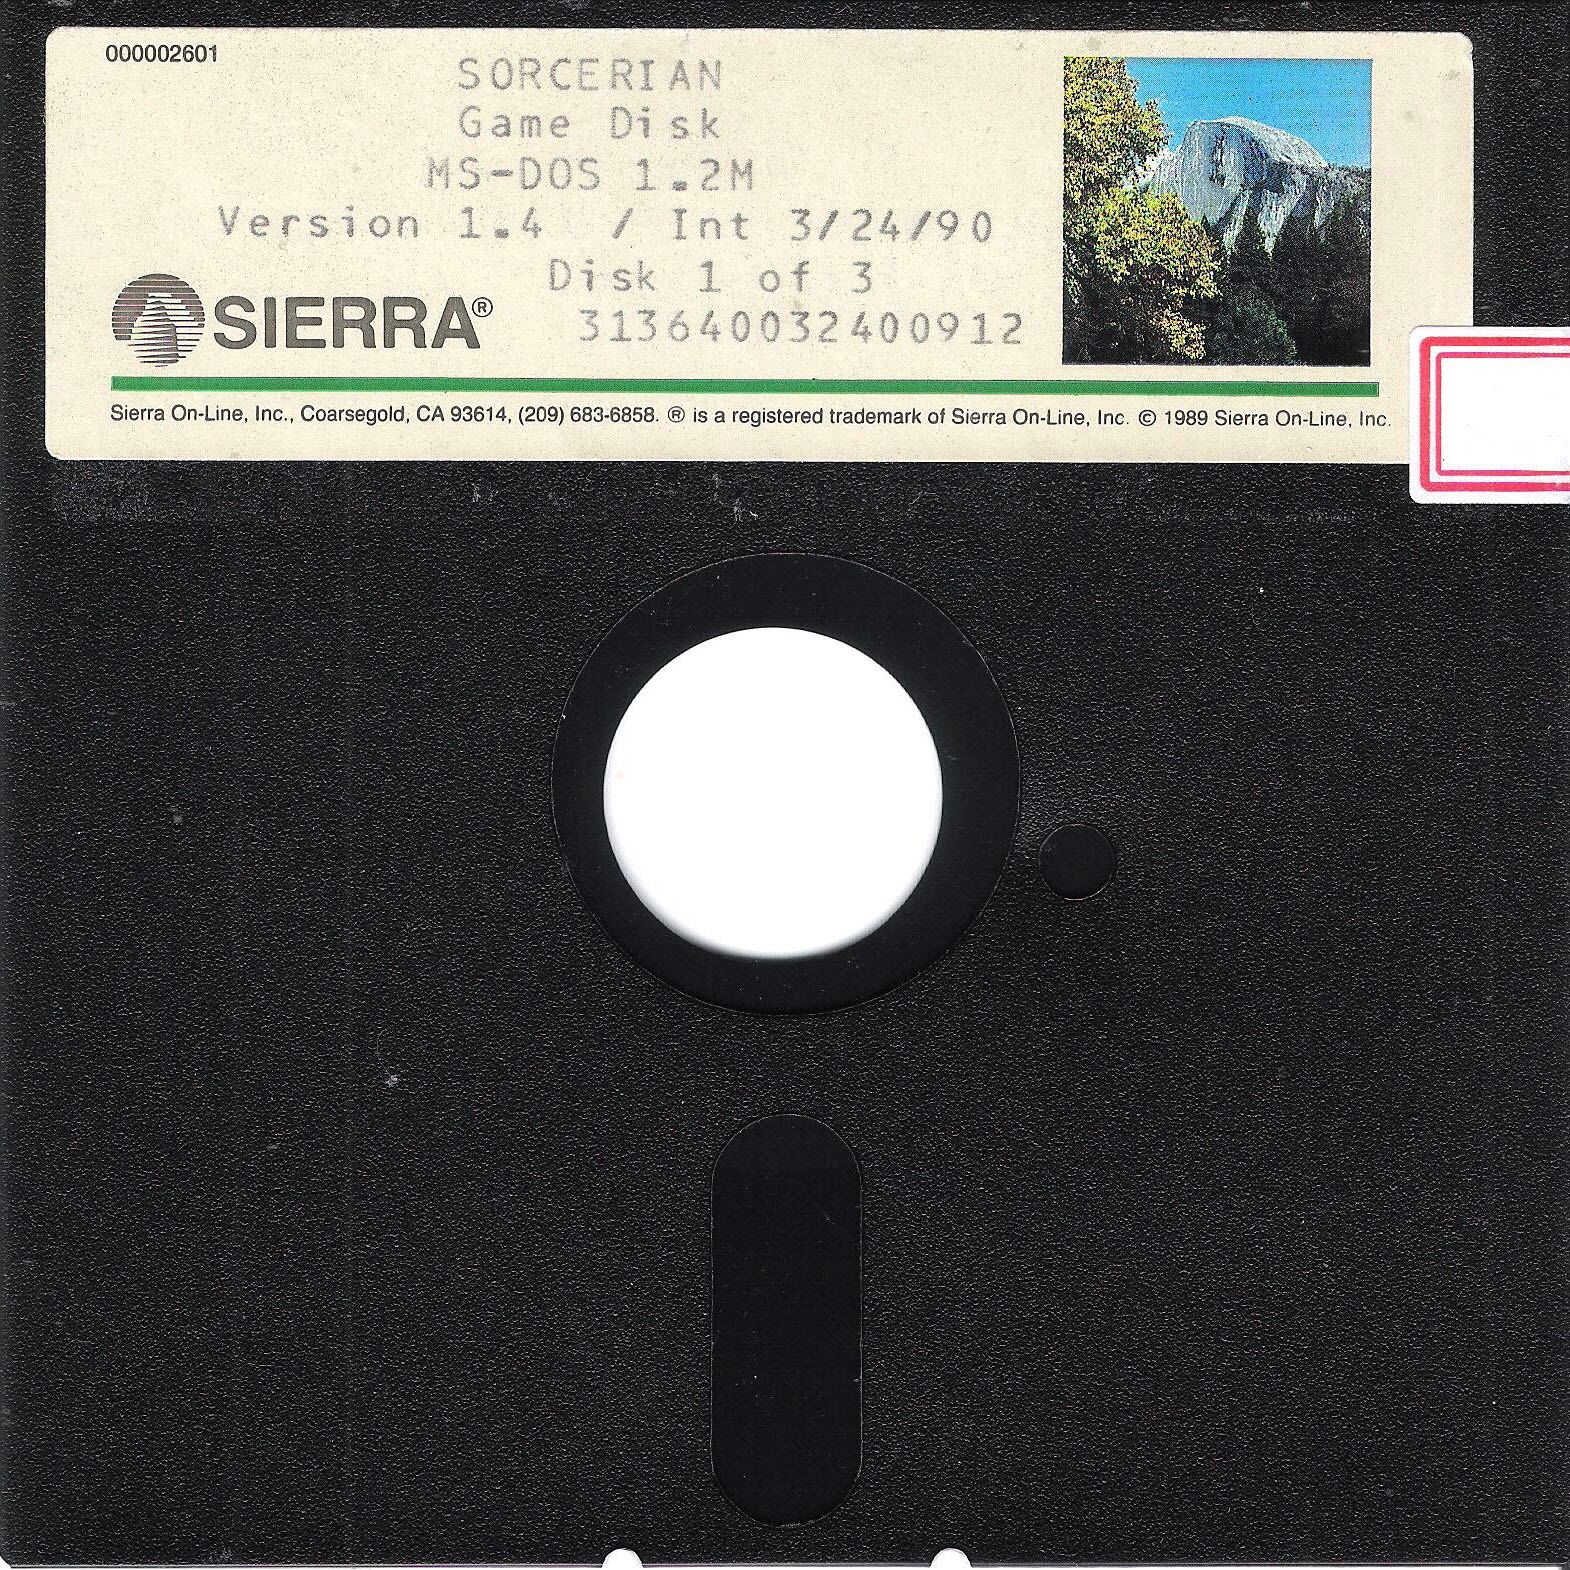 000002601
SORCERIAN
Game Disk
MS-DOS 1.2M
Version 1.4 / Int 3/24/90
Disk 1 of 3
SIERRA®
313640032400912
Sierra On-Line, Inc., Coarsegold, CA 93614, (209) 683-6858. ® is a registered trademark of Sierra On-Line, Inc. © 1989 Sierra On-Line, Inc.